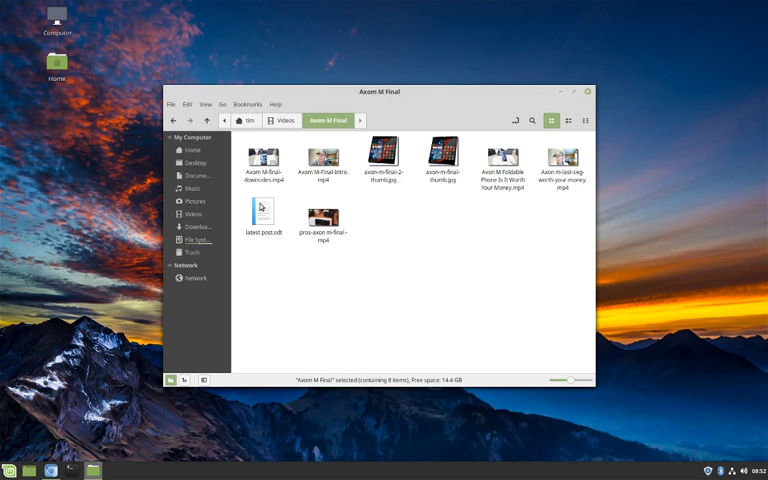 Computer
Home
Axom M Final
File Edit View Go Bookmarks Help
tim Videos Axom M Final
My Computer
Home
Desktop
Docume...
Music
Pictures
Videos
Downloa...
File Syst...
Trash
Network
Network
Axom M-final-
downsides.mp4
Axom M-Final-Intro.
mp4
axon-m-final-2-
thumb.jpg
axon-m-final-
thumb.jpg
Axon M Foldable
Phone Is It Worth
Your Money.mp4
Axon m-last-seg-
worth-your-money.
mp4
latest post.odt
pros-axon m-final -
mp4
"Axom M Final" selected (containing 8 items), Free space: 14.4 GB
08:52